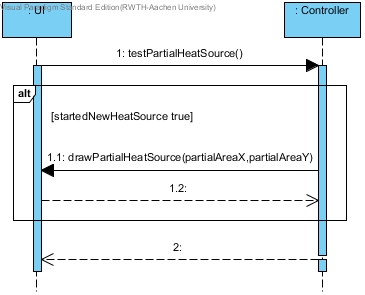 Visual Paradigm Standard Edition(RWTH-Aachen University)
: UI
: Controller
1: testPartialHeatSource()
alt
[startedNewHeatSource true]
1.1: drawPartialHeatSource(partialAreaX,partialAreaY)
1.2:
2: